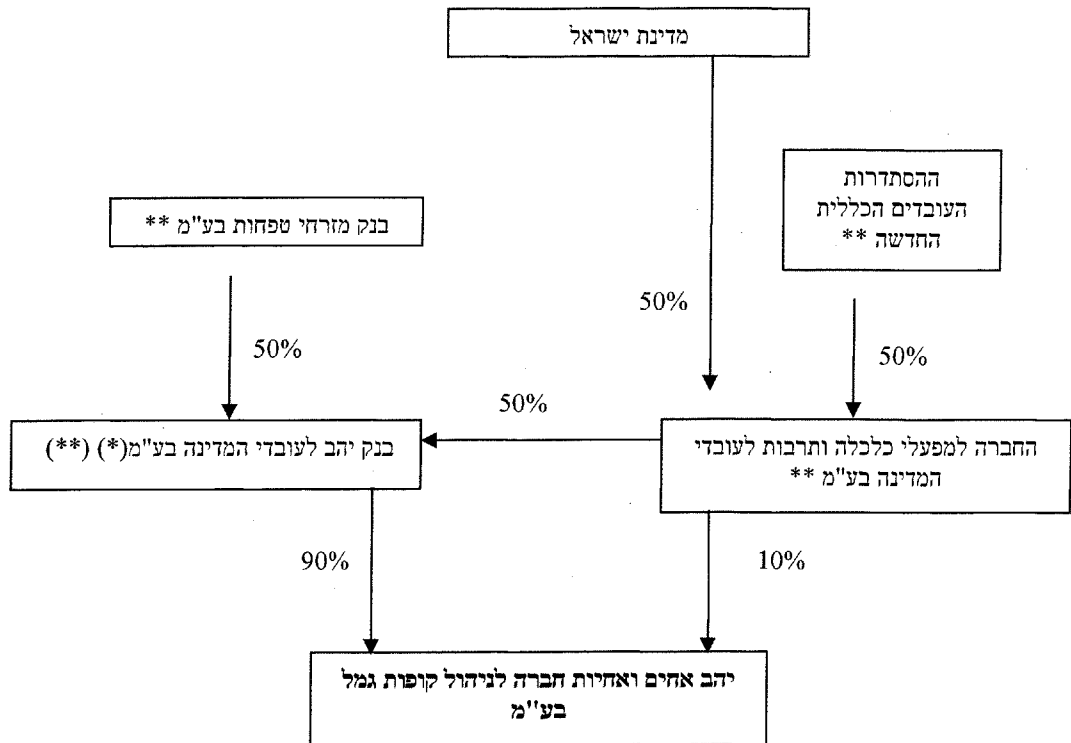 מדינת ישראל
ההסתדרות
העובדים הכללית
החדשה **
בנק מזרחי טפחות בע"מ **
50%
50%
50%
50%
החברה למפעלי כלכלה ותרבות לעובדי
המדינה בע"מ **
בנק יהב לעובדי המדינה בע"מ(*) (**)
90%
10%
יהב אחים ואחיות חברה לניהול קופות גמל
בע"מ